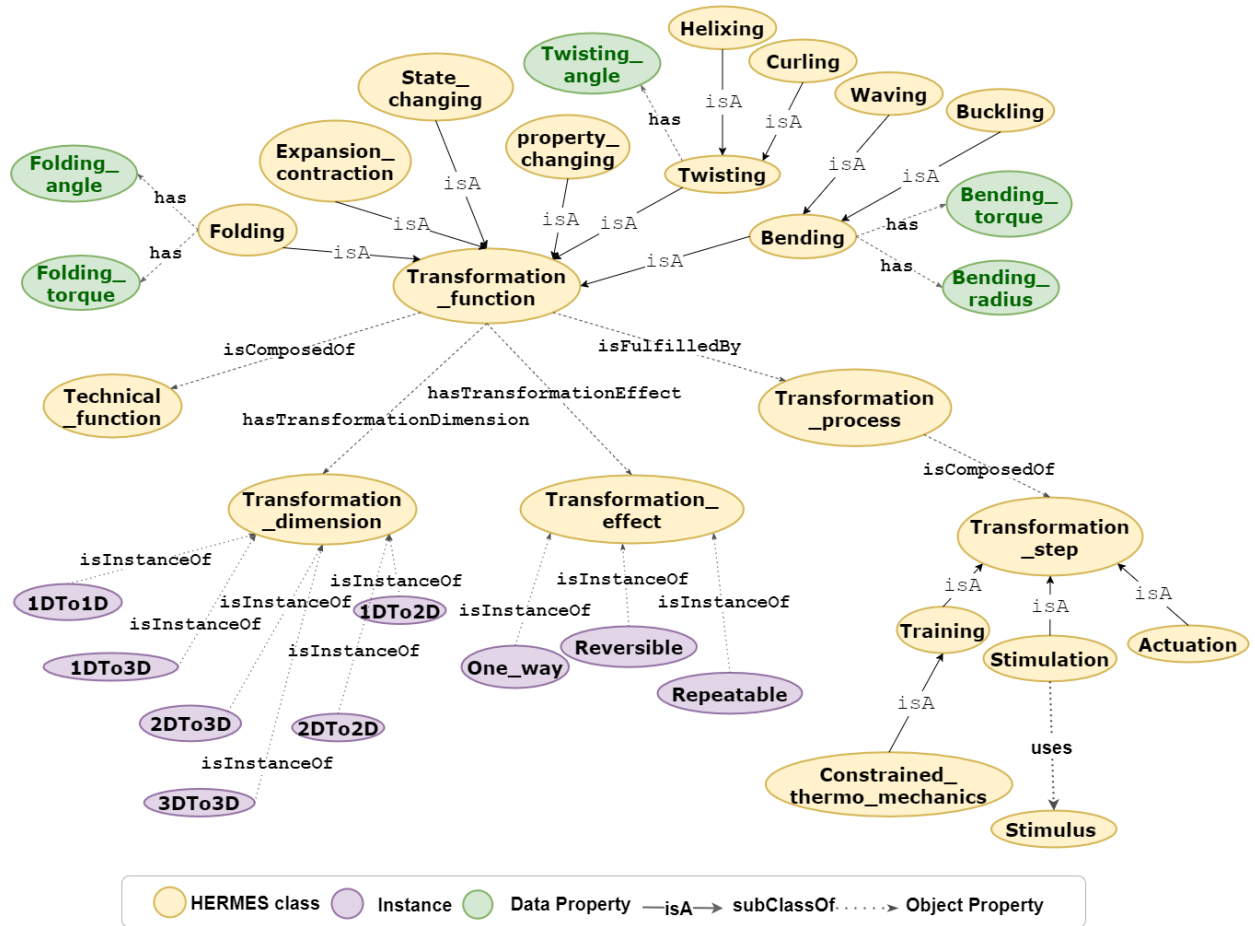 Helixing
Twisting_
angle
Curling
State_
changing
Waving
Buckling
isA
has
isA
property_
changing
Expansion_
contraction
isA
isA
Folding_
angle
Twisting
isA
has
Bending_
torque
Folding
isA
isA
isA
has
Bending
has
isA
isA
has
Folding_
torque
Transformation
_function
Bending_
radius
isComposedOf
isFulfilledBy
Technical
_function
hasTransformationEffect
Transformation
_process
hasTransformationDimension
isComposedOf
Transformation
_dimension
Transformation_
effect
Transformation
_step
isInstanceOf
isInstanceOf
isInstanceOf
isA
isA
isA
1DTo1D
isInstanceOf
1DTo2D
isInstanceOf
isInstanceOf
isInstanceOf
Training
Reversible
Actuation
isInstanceOf
Stimulation
1DTo3D
One_way
Repeatable
isA
2DTo3D
2DTo2D
uses
isInstanceOf
Constrained_
thermo_mechanics
3DTo3D
Stimulus
HERMES class
Instance
Data Property
isA
subClassOf
Object Property